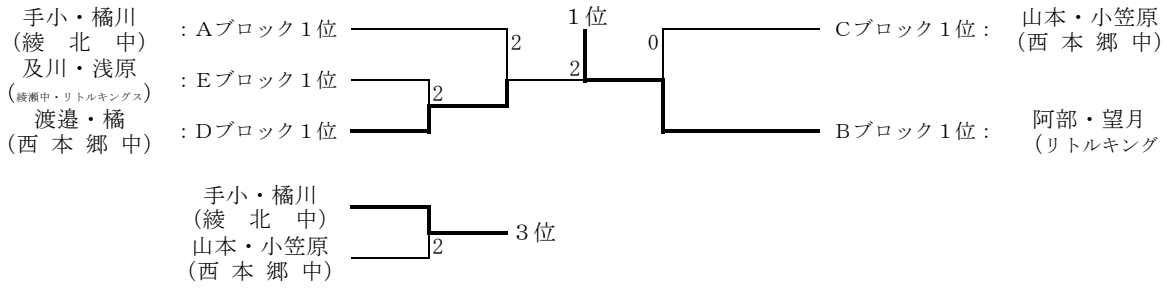 手小・橘川 : Aブロック1位
(綾北中)
及川・浅原 : Eブロック1位
(綾瀬中・リトルキングス)
渡邉・橘 : Dブロック1位
(西本郷中)
2
2
1位
2
0
Cブロック1位: 山本・小笠原
(西本郷中)
Bブロック1位: 阿部・望月
(リトルキング
手小・橘川
(綾北中)
山本・小笠原
(西本郷中)
2
3位